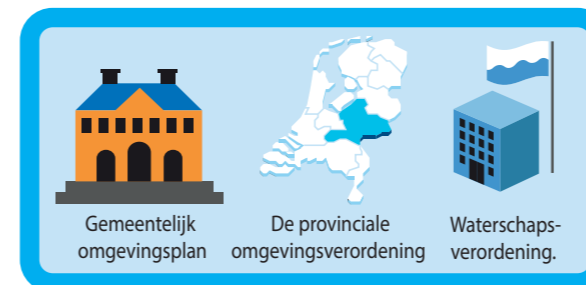 Gemeentelijk
omgevingsplan
De provinciale
omgevingsverordening
Waterschaps-
verordening.